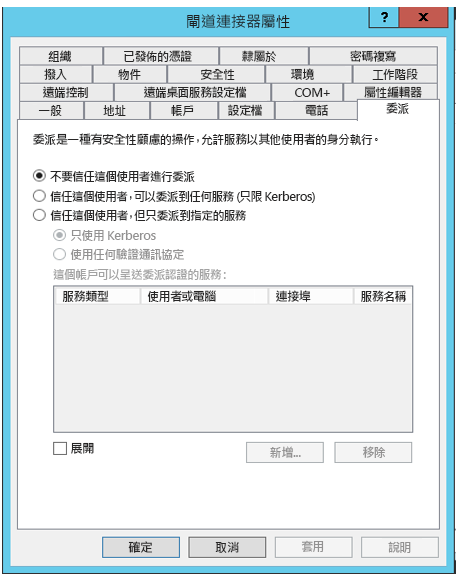 閘道連接器屬性
?
x
組織 已發佈的憑證 隸屬於 密碼複寫
撥入 物件 安全性 環境 工作階段
遠端控制 遠端桌面服務設定檔 COM+ 屬性編輯器
一般 地址 帳戶 設定檔 電話 委派
委派是一種有安全性顧慮的操作，允許服務以其他使用者的身分執行。
不要信任這個使用者進行委派
信任這個使用者，可以委派到任何服務 (只限 Kerberos)
信任這個使用者，但只委派到指定的服務
只使用 Kerberos
使用任何驗證通訊協定
這個帳戶可以呈送委派認證的服務:
服務類型 使用者或電腦 連接埠 服務名稱
展開
新增...
移除
確定
取消
套用
說明